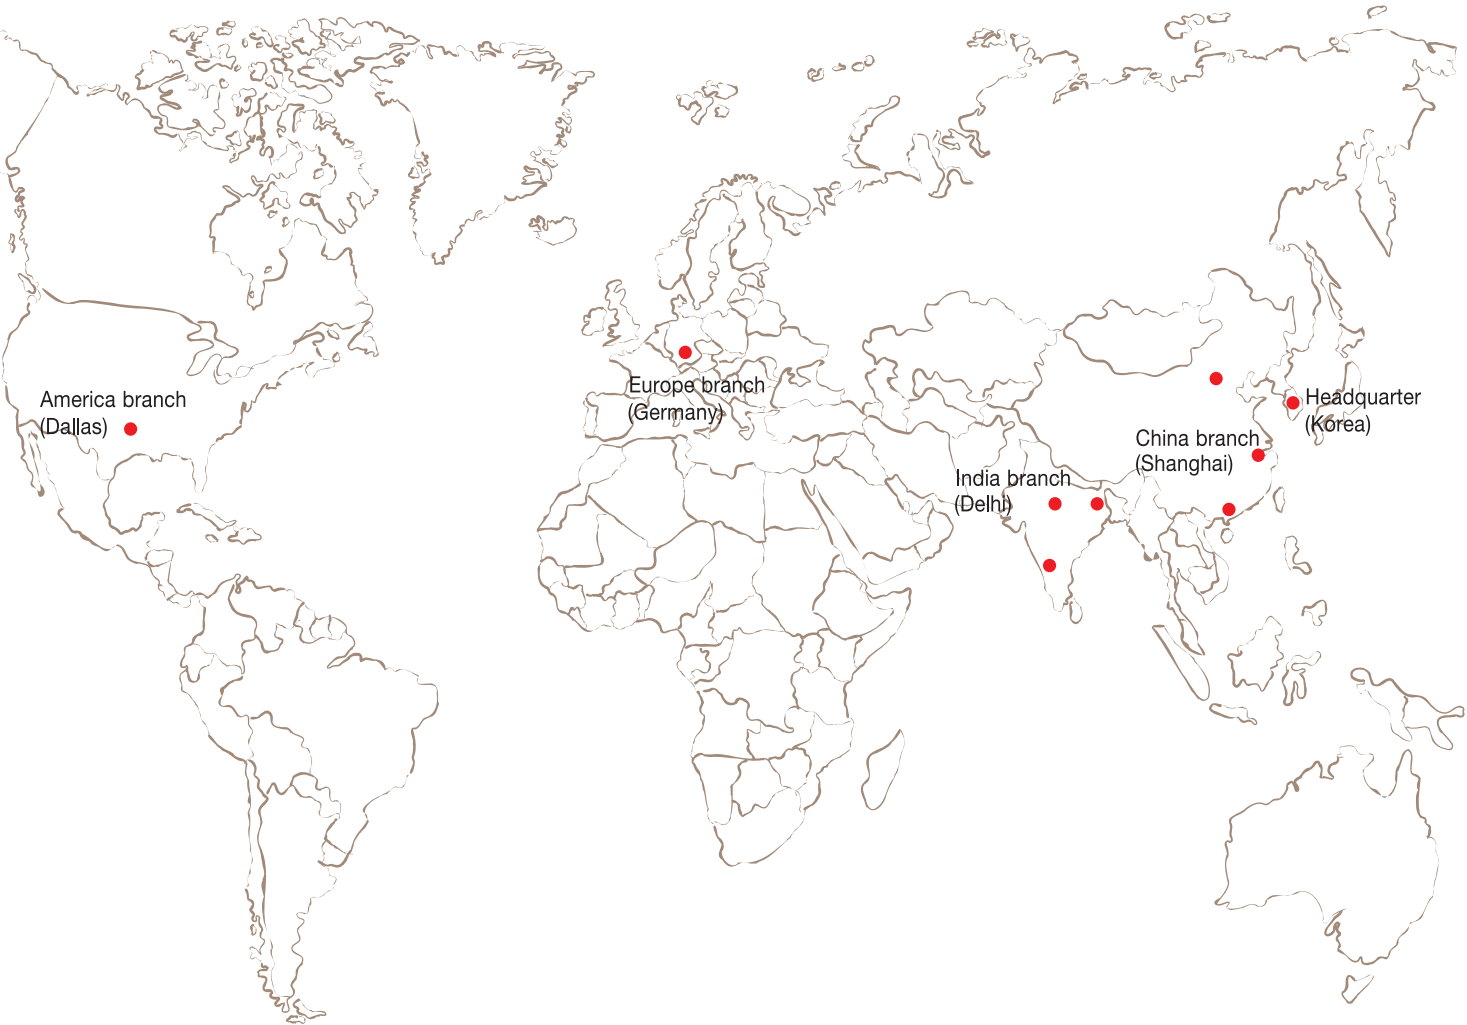 America branch
(Dallas)
Europe branch
(Germany)
India branch
(Delhi)
China branch
(Shanghai)
Headquarter
(Korea)